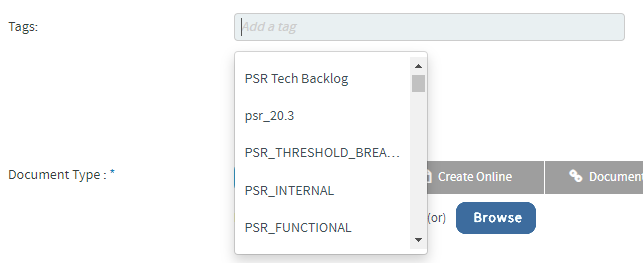 Tags:
Add a tag
PSR Tech Backlog
psr_20.3
PSR_THRESHOLD_BREA...
PSR_INTERNAL
PSR_FUNCTIONAL
Document Type : *
Create Online
Document
(or)
Browse